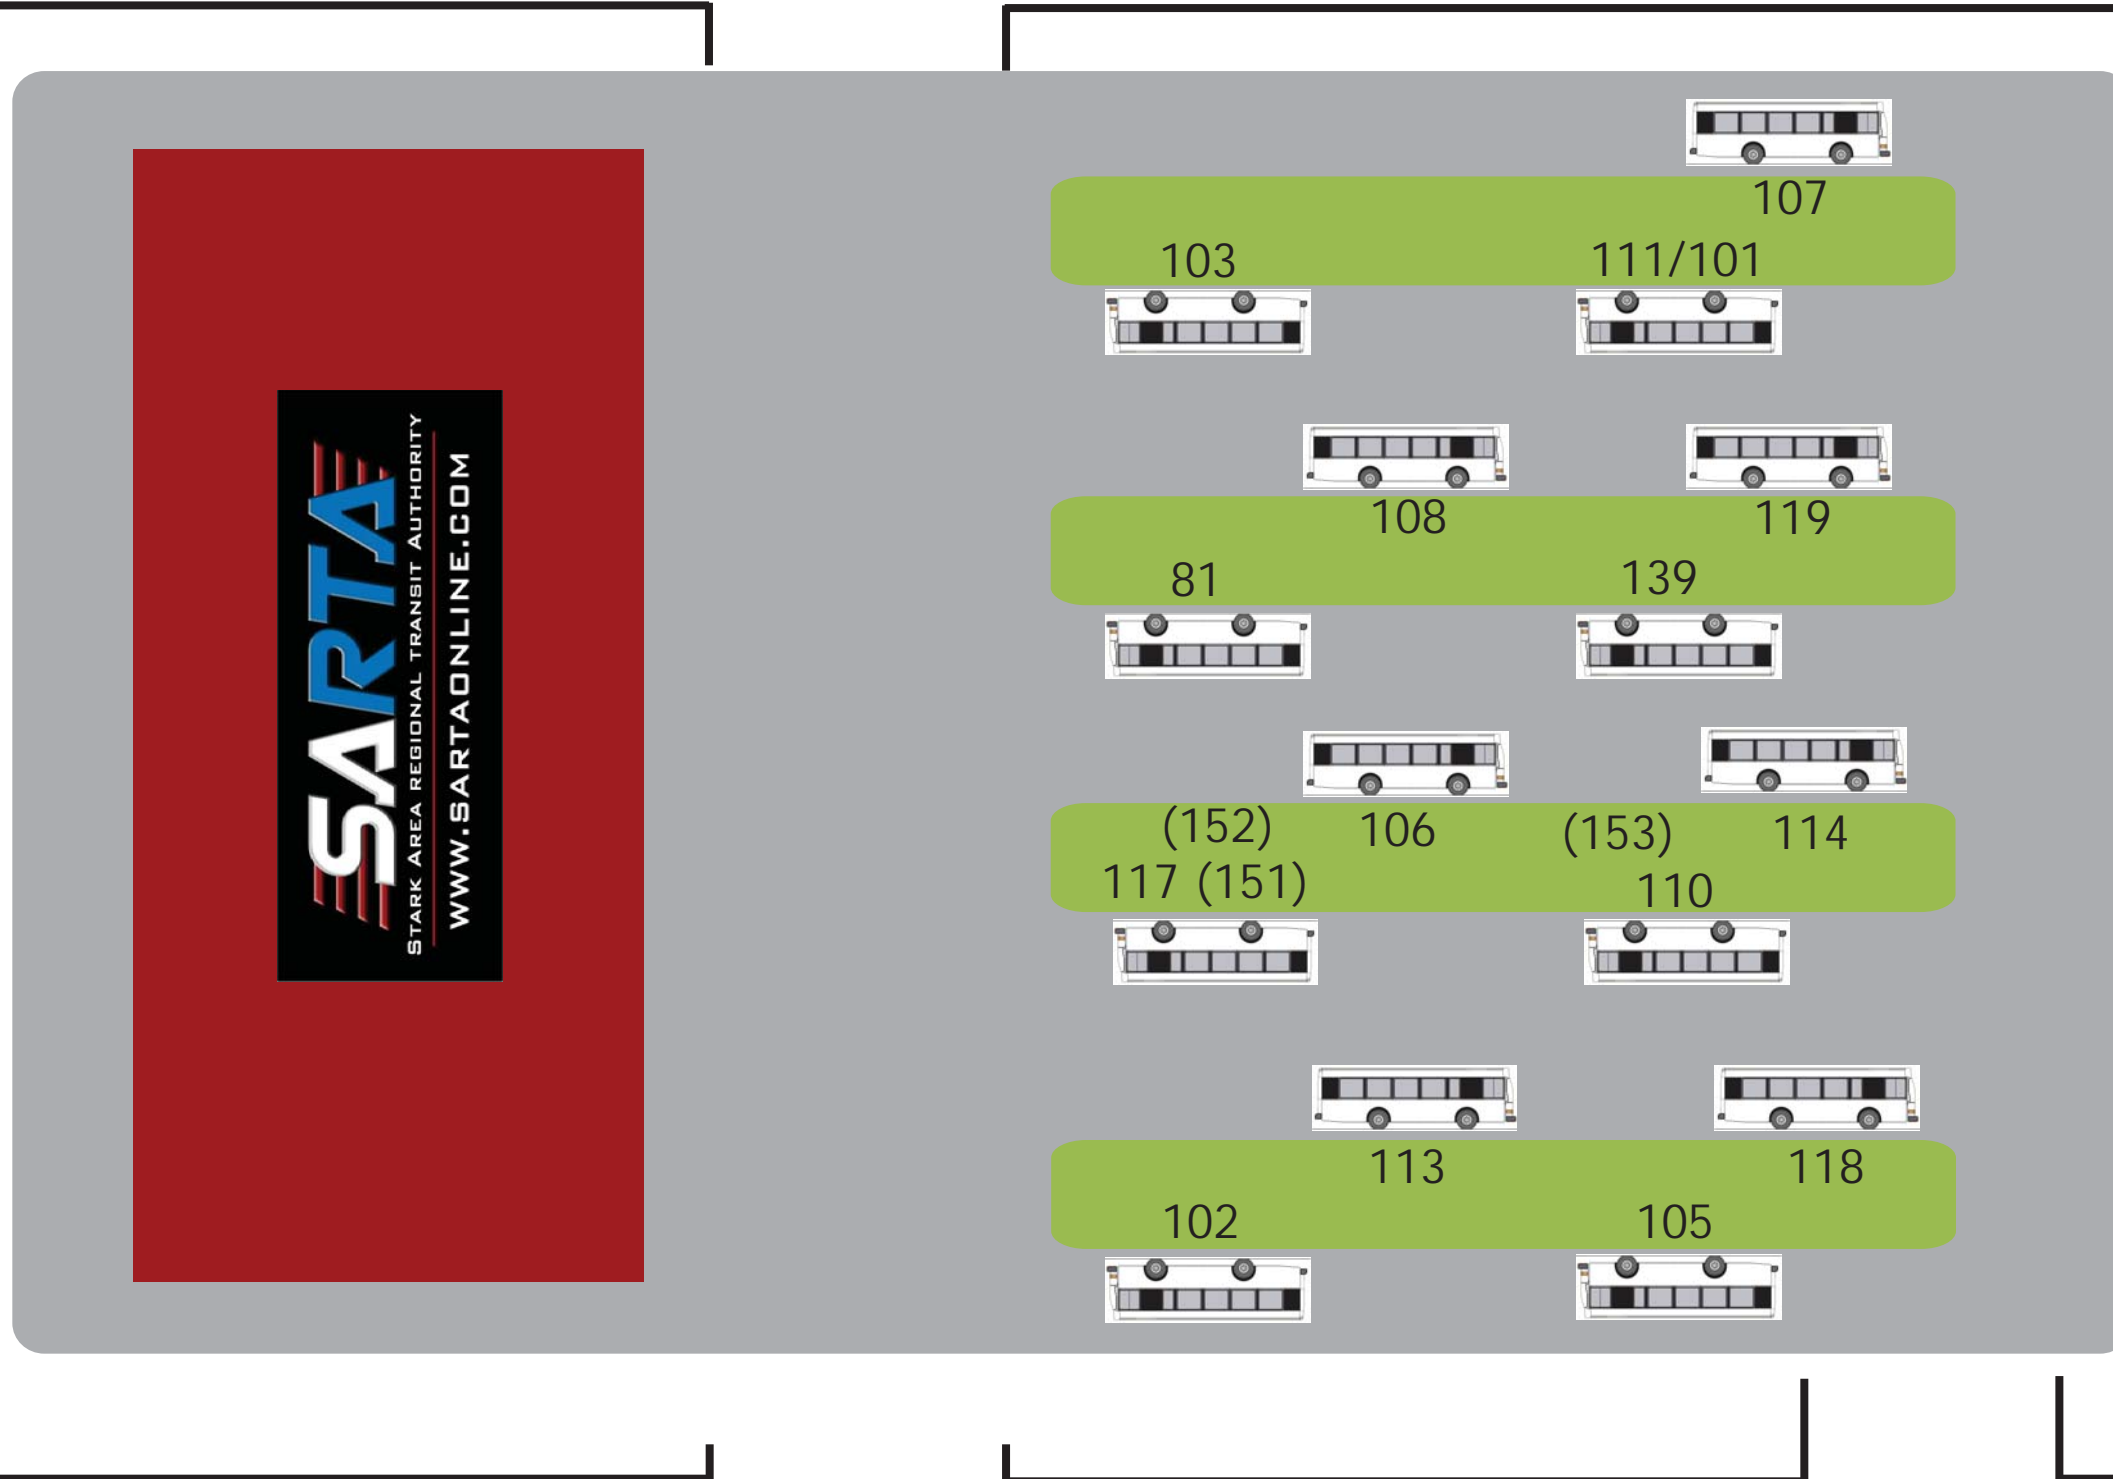 SARTA
STARK AREA REGIONAL TRANSIT AUTHORITY
WWW.SARTAONLINE.COM
107
103 111/101
108 119
81 139
(152) 106 (153) 114
117 (151) 110
113 118
102 105